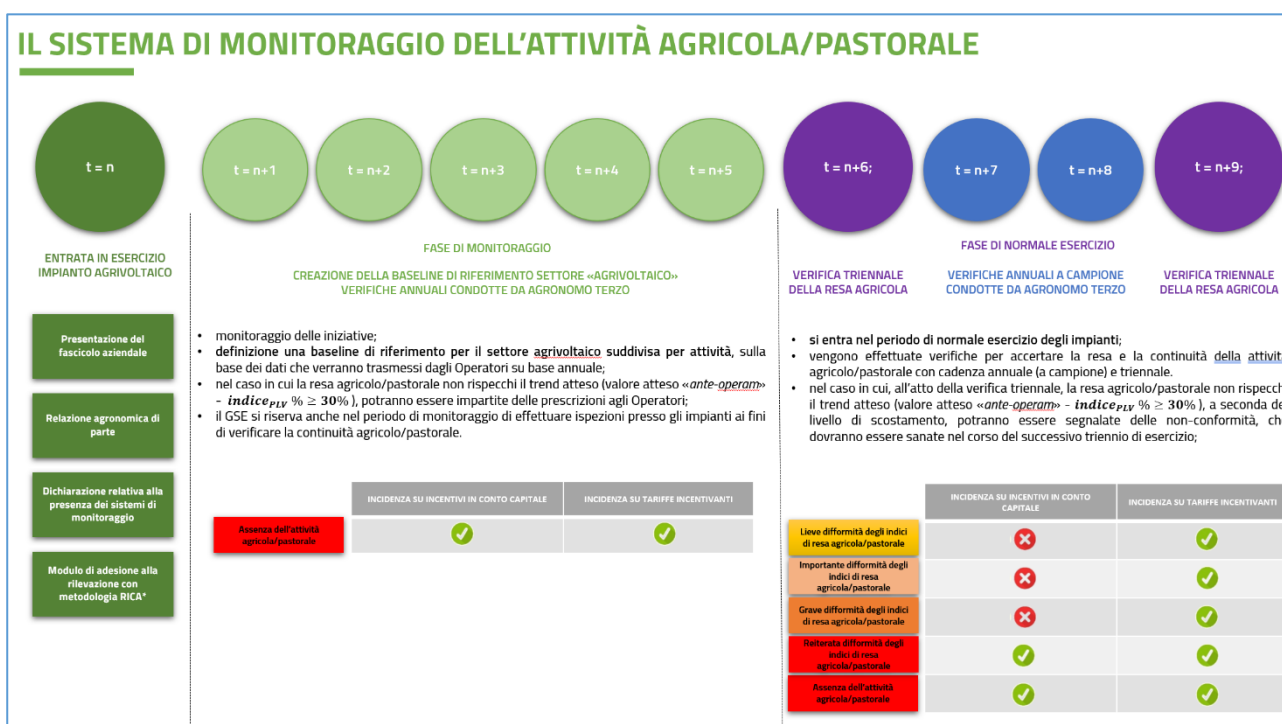 IL SISTEMA DI MONITORAGGIO DELL'ATTIVITÀ AGRICOLA/PASTORALE
t = n
t = n+1
t = n+2
t = n+3
t = n+4
t = n+5
t = n+6;
t = n+7
t = n+8
t = n+9;
ENTRATA IN ESERCIZIO
IMPIANTO AGRIVOLTAICO
Presentazione del
fascicolo aziendale
Relazione agronomica di
parte
Dichiarazione relativa alla
presenza dei sistemi di
monitoraggio
Modulo di adesione alla
rilevazione con
metodologia RICA*
FASE DI MONITORAGGIO
CREAZIONE DELLA BASELINE DI RIFERIMENTO SETTORE «AGRIVOLTAICO»
VERIFICHE ANNUALI CONDOTTE DA AGRONOMO TERZO
• monitoraggio delle iniziative;
• definizione una baseline di riferimento per il settore agrivoltaico suddivisa per attività, sulla
base dei dati che verranno trasmessi dagli Operatori su base annuale;
• nel caso in cui la resa agricolo/pastorale non rispecchi il trend atteso (valore atteso «ante-operam»
- indice PLV % ≥ 30% ), potranno essere impartite delle prescrizioni agli Operatori;
• il GSE si riserva anche nel periodo di monitoraggio di effettuare ispezioni presso gli impianti ai fini
di verificare la continuità agricolo/pastorale.
INCIDENZA SU INCENTIVI IN CONTO CAPITALE
INCIDENZA SU TARIFFE INCENTIVANTI
Assenza dell'attività
agricola/pastorale
FASE DI NORMALE ESERCIZIO
VERIFICA TRIENNALE
DELLA RESA AGRICOLA
VERIFICHE ANNUALI A CAMPIONE
CONDOTTE DA AGRONOMO TERZO
VERIFICA TRIENNALE
DELLA RESA AGRICOLA
• si entra nel periodo di normale esercizio degli impianti;
• vengono effettuate verifiche per accertare la resa e la continuità della attivit
agricolo/pastorale con cadenza annuale (a campione) e triennale.
• nel caso in cui, all'atto della verifica triennale, la resa agricolo/pastorale non rispecch
il trend atteso (valore atteso «ante-operam» - indice PLV % ≥ 30% ), a seconda de
livello di scostamento, potranno essere segnalate delle non-conformità, ch
dovranno essere sanate nel corso del successivo triennio di esercizio;
INCIDENZA SU INCENTIVI IN CONTO
CAPITALE
INCIDENZA SU TARIFFE INCENTIVANTI
Lieve difformità degli indici
di resa agricola/pastorale
Importante difformità degli
indici di resa
agricola/pastorale
Grave difformità degli indici
di resa agricola/pastorale
Reiterata difformità degli
indici di resa
agricola/pastorale
Assenza dell'attività
agricola/pastorale